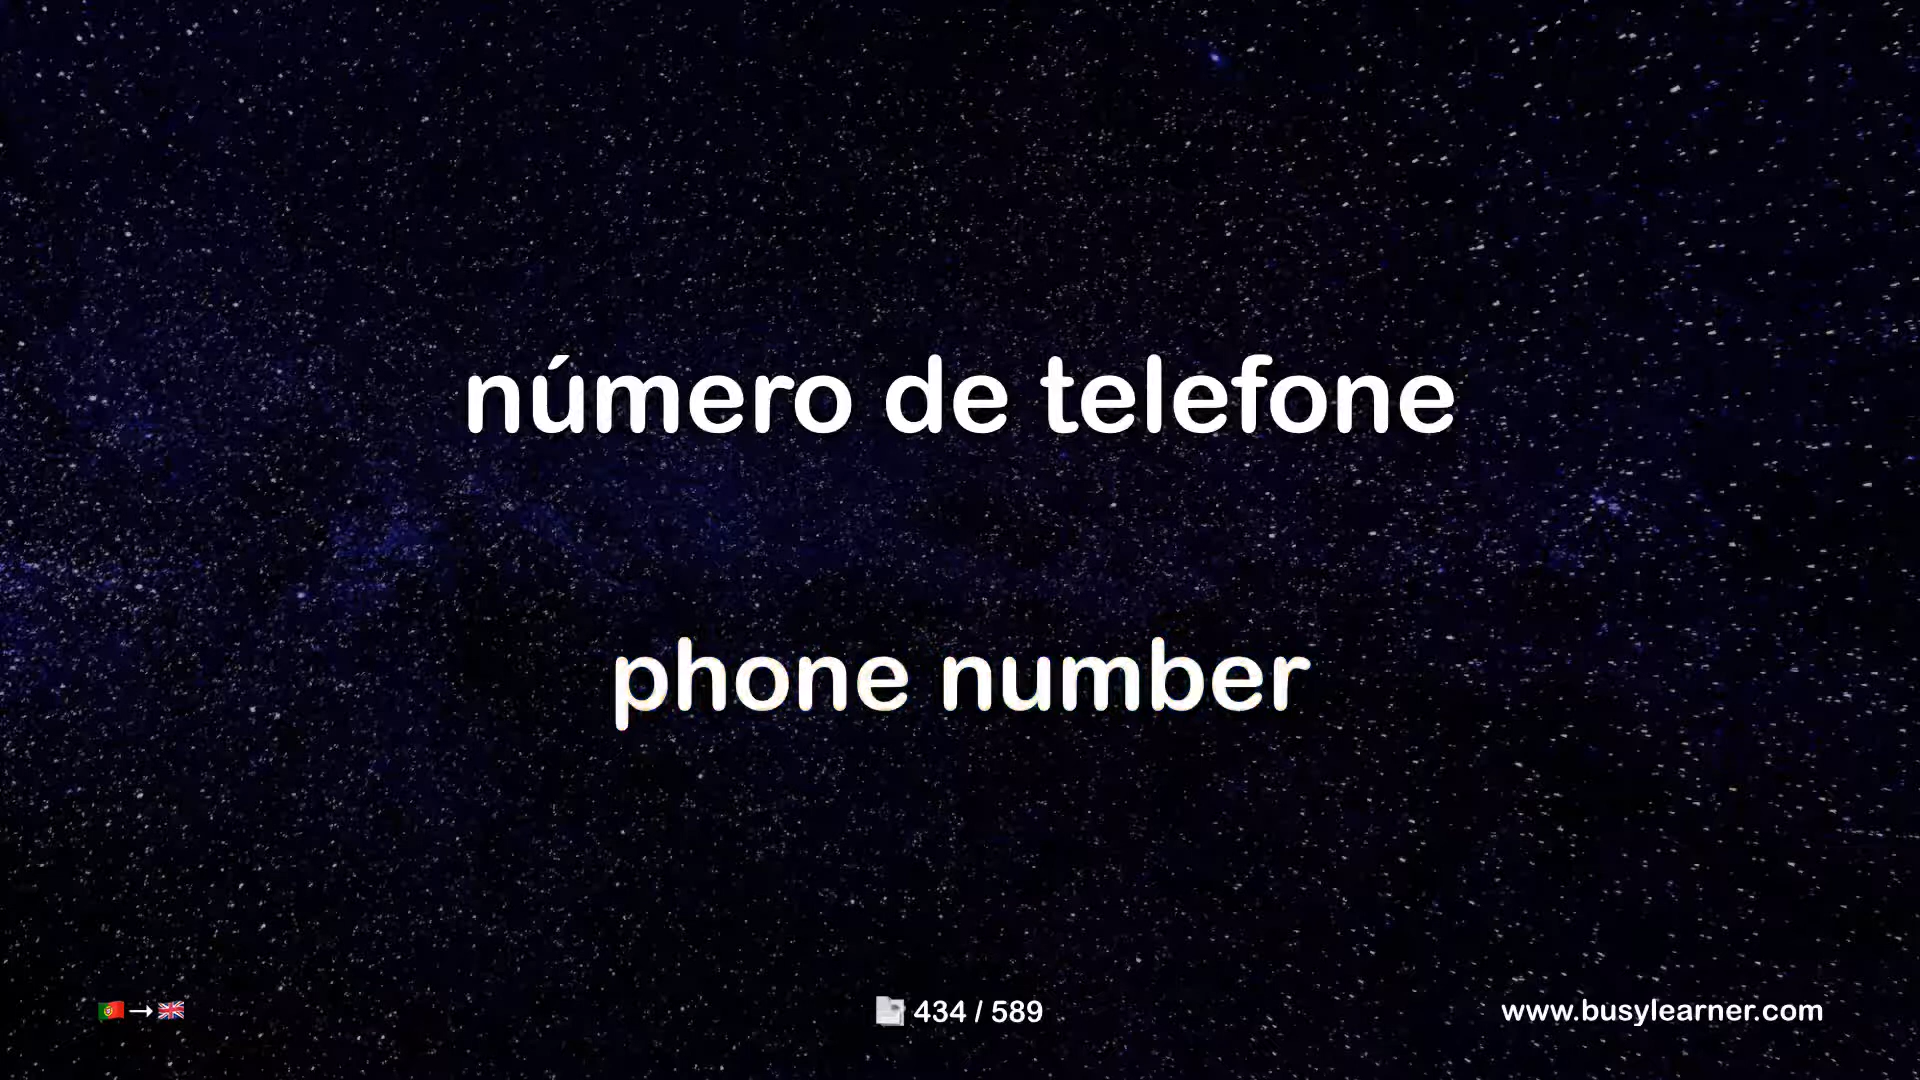 número de telefone
phone number
🇵🇹→🇬🇧
434 / 589
www.busylearner.com